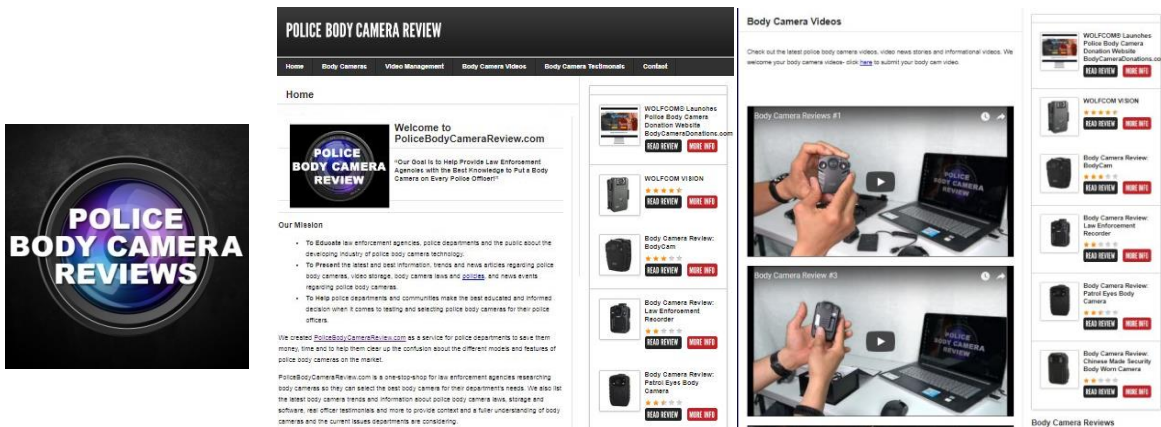 POLICE
BODY CAMERA
REVIEWS
POLICE BODY CAMERA REVIEW
Home
Body Cameras
Video Management
Body Camera Videos
Body Camera Testimonals
Contact
Home
POLICE
BODY CAMERA
REVIEW
Welcome to
PoliceBodyCameraReview.com
"Our Goal is to Help Provide Law Enforcement
Agencies with the Best Knowledge to Put a Body
Camera on Every Police Officer!"
Our Mission
To Educate law enforcement agencies, police departments and the public about the
developing industry of police body camera technology.
To Present the latest and best information, trends and news articles regarding police
body cameras, video storage, body camera laws and policies, and news events
regarding police body cameras.
To Help police departments and communities make the best educated and informed
decision when it comes to testing and selecting police body cameras for their police
officers.
We created PoliceBodyCameraReview.com as a service for police departments to save them
money, time and to help them clear up the confusion about the different models and features of
police body cameras on the market.
PoliceBodyCameraReview.com is a one-stop-shop for law enforcement agencies researching
body cameras so they can select the best body camera for their department's needs. We also list
the latest body camera trends and information about police body camera laws, storage and
software, real officer testimonials and more to provide context and a fuller understanding of body
cameras and the current issues departments are considering.
WOLFCOM® Launches
Police Body Camera
Donation Website
BodyCameraDonations.com
READ REVIEW MORE INFO
WOLFCOM VISION
READ REVIEW MORE INFO
Body Camera Review:
BodyCam
READ REVIEW MORE INFO
Body Camera Review:
Law Enforcement
Recorder
READ REVIEW MORE INFO
Body Camera Review:
Patrol Eyes Body
Camera
READ REVIEW MORE INFO
Body Camera Videos
Check out the latest police body camera videos, video news stories and informational videos. We
welcome your body camera videos- click here to submit your body cam video.
Body Camera Reviews #1
POLICE
BODY CAMERA
REVIEW
Body Camera Review #3
POLICE
BODY CAMERA
REVIEW
WOLFCOM® Launches
Police Body Camera
Donation Website
BodyCameraDonations.co
READ REVIEW MORE INFO
WOLFCOM VISION
READ REVIEW MORE INFO
Body Camera Review:
BodyCam
READ REVIEW MORE INFO
Body Camera Review:
Law Enforcement
Recorder
READ REVIEW MORE INFO
Body Camera Review:
Patrol Eyes Body
Camera
READ REVIEW MORE INFO
Body Camera Review:
Chinese Made Security
Body Worn Camera
READ REVIEW MORE INFO
Body Camera Reviews